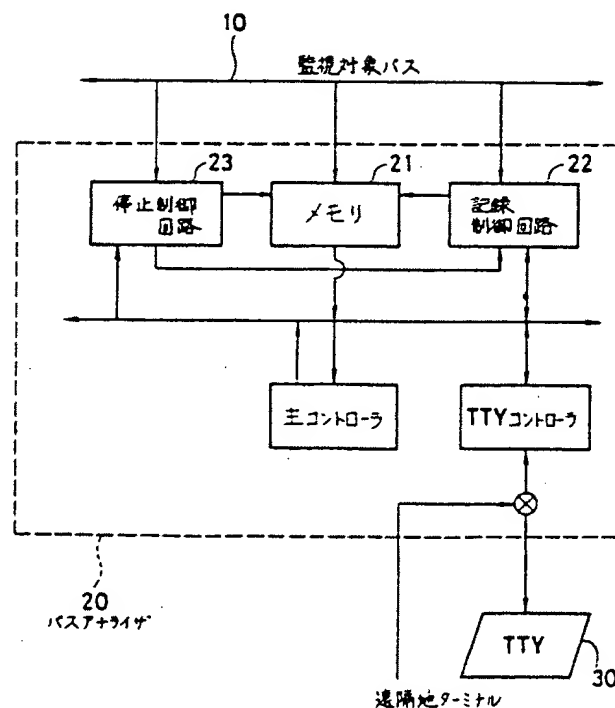 10
監視対象バス
23
21
22
停止制御
回路
メモリ
記録
制御回路
主コントローラ
TTYコントローラ
20
バスアナライザ
TTY
30
遠隔地ターミナル